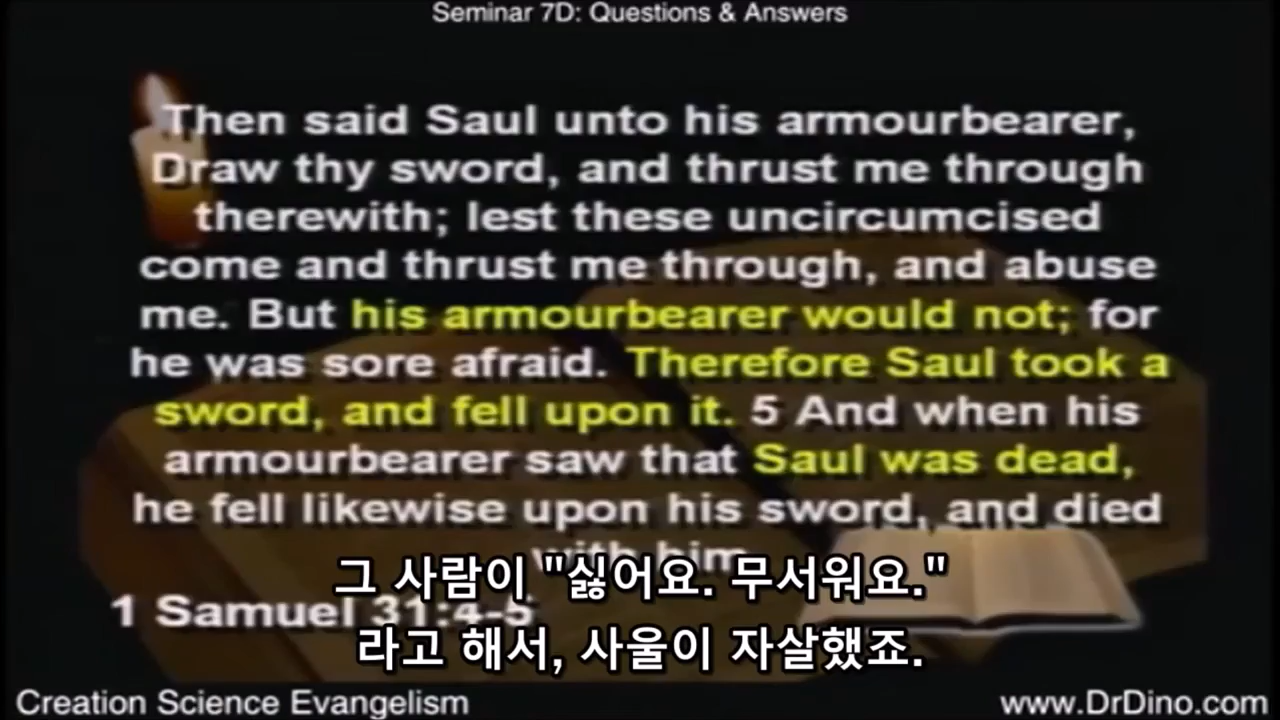 Seminar 7D: Questions & Answers
Then said Saul unto his armourbearer,
Draw thy sword, and thrust me through
therewith; lest these uncircumcised
come and thrust me through, and abuse
me. But his armourbearer would not; for
he was sore afraid. Therefore Saul took a
sword, and fell upon it. 5 And when his
armourbearer saw that Saul was dead,
he fell likewise upon his sword, and died
with him
그 사람이 "싫어요. 무서워요."
1 Samuel 31:4-5
라고 해서, 사울이 자살했죠.
Creation Science Evangelism
www.DrDino.com